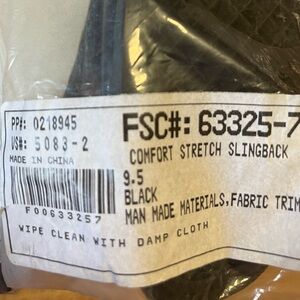 PP#: 0218945
US#: 5083-2
MADE IN CHINA
F00633257
FSC#: 63325-7
COMFORT STRETCH SLINGBACK
9.5
BLACK
MAN MADE MATERIALS,FABRIC TRIM
WIPE CLEAN WITH DAMP CLOTH